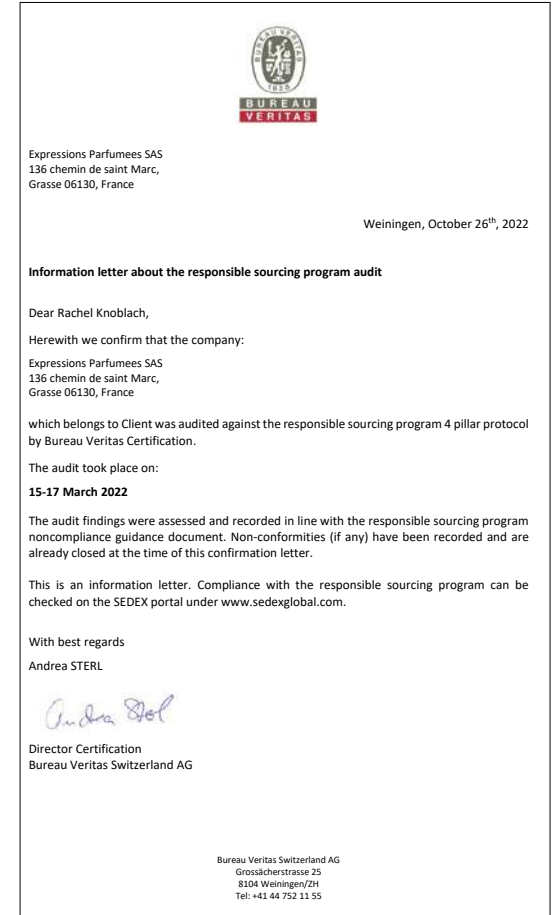 BUREAU VERITAS
1828
BUREAU
VERITAS
Expressions Parfumees SAS
136 chemin de saint Marc,
Grasse 06130, France
Weiningen, October 26th, 2022
Information letter about the responsible sourcing program audit
Dear Rachel Knoblach,
Herewith we confirm that the company:
Expressions Parfumees SAS
136 chemin de saint Marc,
Grasse 06130, France
which belongs to Client was audited against the responsible sourcing program 4 pillar protocol
by Bureau Veritas Certification.
The audit took place on:
15-17 March 2022
The audit findings were assessed and recorded in line with the responsible sourcing program
noncompliance guidance document. Non-conformities (if any) have been recorded and are
already closed at the time of this confirmation letter.
This is an information letter. Compliance with the responsible sourcing program can be
checked on the SEDEX portal under www.sedexglobal.com.
With best regards
Andrea STERL
Director Certification
Bureau Veritas Switzerland AG
Bureau Veritas Switzerland AG
Grossächerstrasse 25
8104 Weiningen/ZH
Tel: +41 44 752 11 55